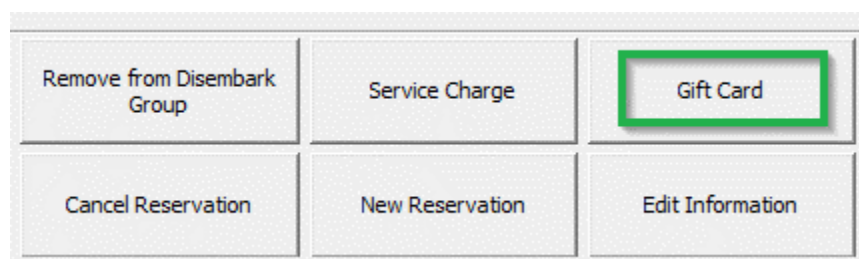 Remove from Disembark
Group
Service Charge
Gift Card
Cancel Reservation
New Reservation
Edit Information